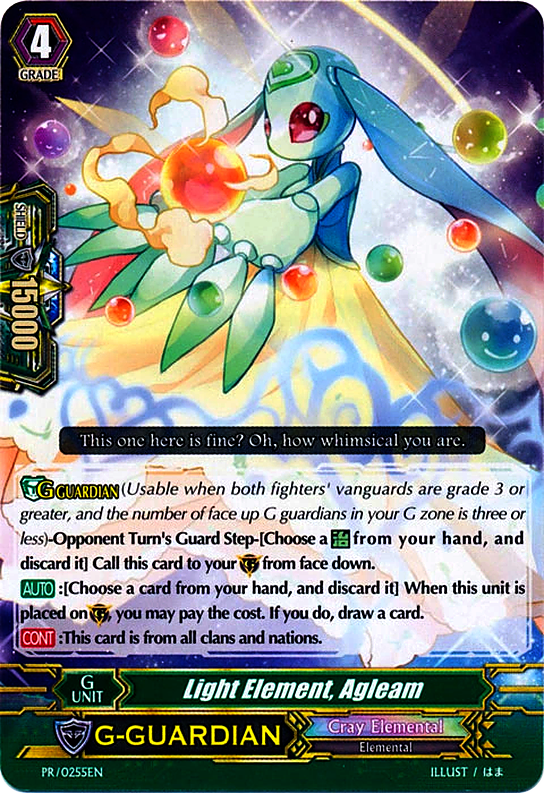 4
GRADE
SHIELD
15000
This one here is fine? Oh, how whimsical you are.
G GUARDIAN (Usable when both fighters' vanguards are grade 3 or
greater, and the number of face up G guardians in your G zone is three or
less)-Opponent Turn's Guard Step-[Choose a 治 from your hand, and
discard it] Call this card to your G from face down.
AUTO :[Choose a card from your hand, and discard it] When this unit is
placed on G, you may pay the cost. If you do, draw a card.
CONT :This card is from all clans and nations.
G
UNIT
Light Element, Agleam
G-GUARDIAN
Cray Elemental
Elemental
PR/0255EN
ILLUST / はま